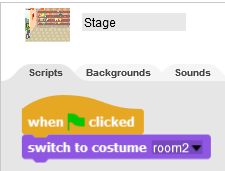 Stage
Scripts Backgrounds Sounds
when clicked
switch to costume room2